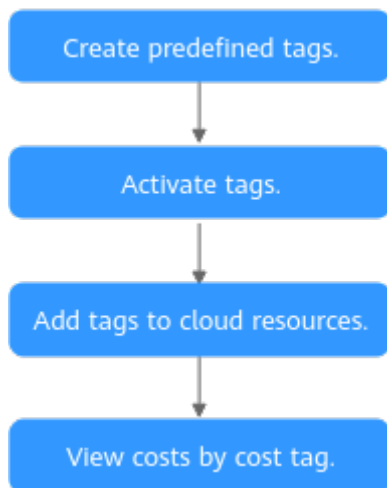 Create predefined tags.
Activate tags.
Add tags to cloud resources.
View costs by cost tag.